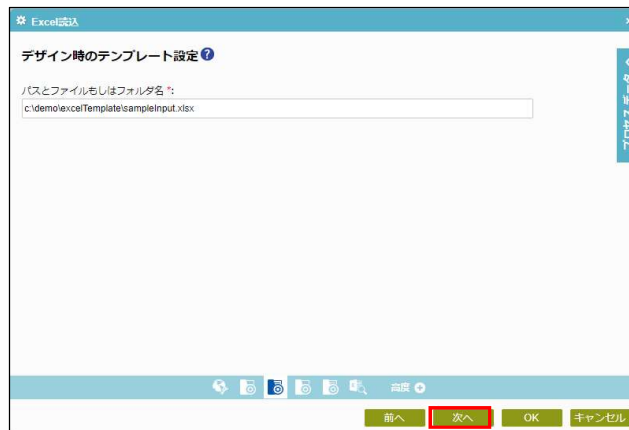 Excel読込
デザイン時のテンプレート設定 ?
パスとファイルもしはフォルダ名 *:
c:\demo\excelTemplate\sampleInput.xlsx
高度
前へ 次へ OK キャンセル